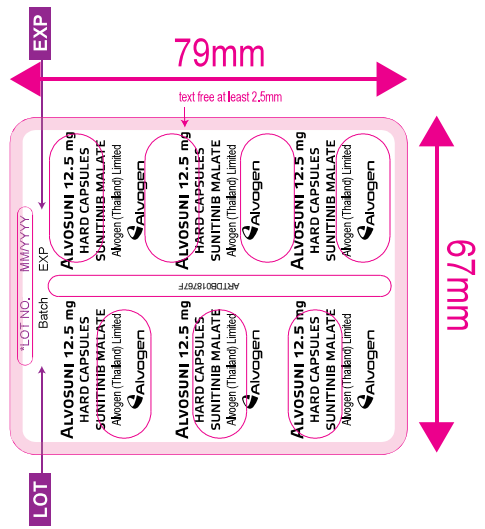 EXP
79mm
text free at least 2.5mm
67mm
*LOT NO. MM/YYYY
Batch EXP
LOT
ALVOSUNI 12.5 mg
HARD CAPSULES
SUNITINIB MALATE
Alvogen (Thailand) Limited
Alvogen
ALVOSUNI 12.5 mg
HARD CAPSULES
SUNITINIB MALATE
Alvogen (Thailand) Limited
Alvogen
ALVOSUNI 12.5 mg
HARD CAPSULES
SUNITINIB MALATE
Alvogen (Thailand) Limited
Alvogen
ARTDB018767F
ALVOSUNI 12.5 mg
HARD CAPSULES
SUNITINIB MALATE
Alvogen (Thailand) Limited
Alvogen
ALVOSUNI 12.5 mg
HARD CAPSULES
SUNITINIB MALATE
Alvogen (Thailand) Limited
Alvogen
ALVOSUNI 12.5 mg
HARD CAPSULES
SUNITINIB MALATE
Alvogen (Thailand) Limited
Alvogen